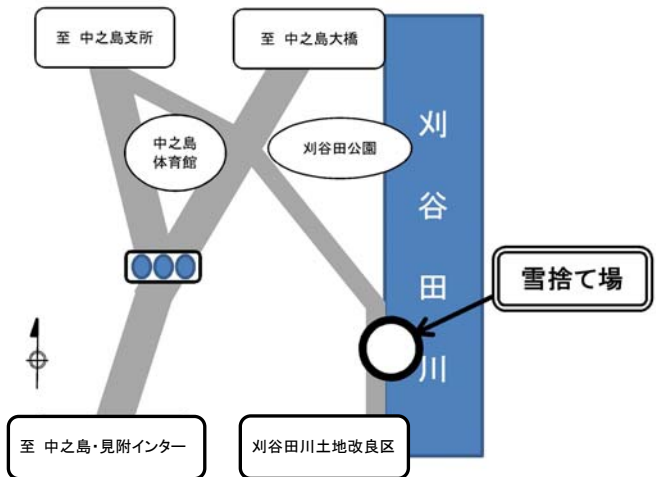 至 中之島支所
至 中之島大橋
中之島
体育館
刈谷田公園
刈谷田川
雪捨て場
至 中之島・見附インター
刈谷田川土地改良区